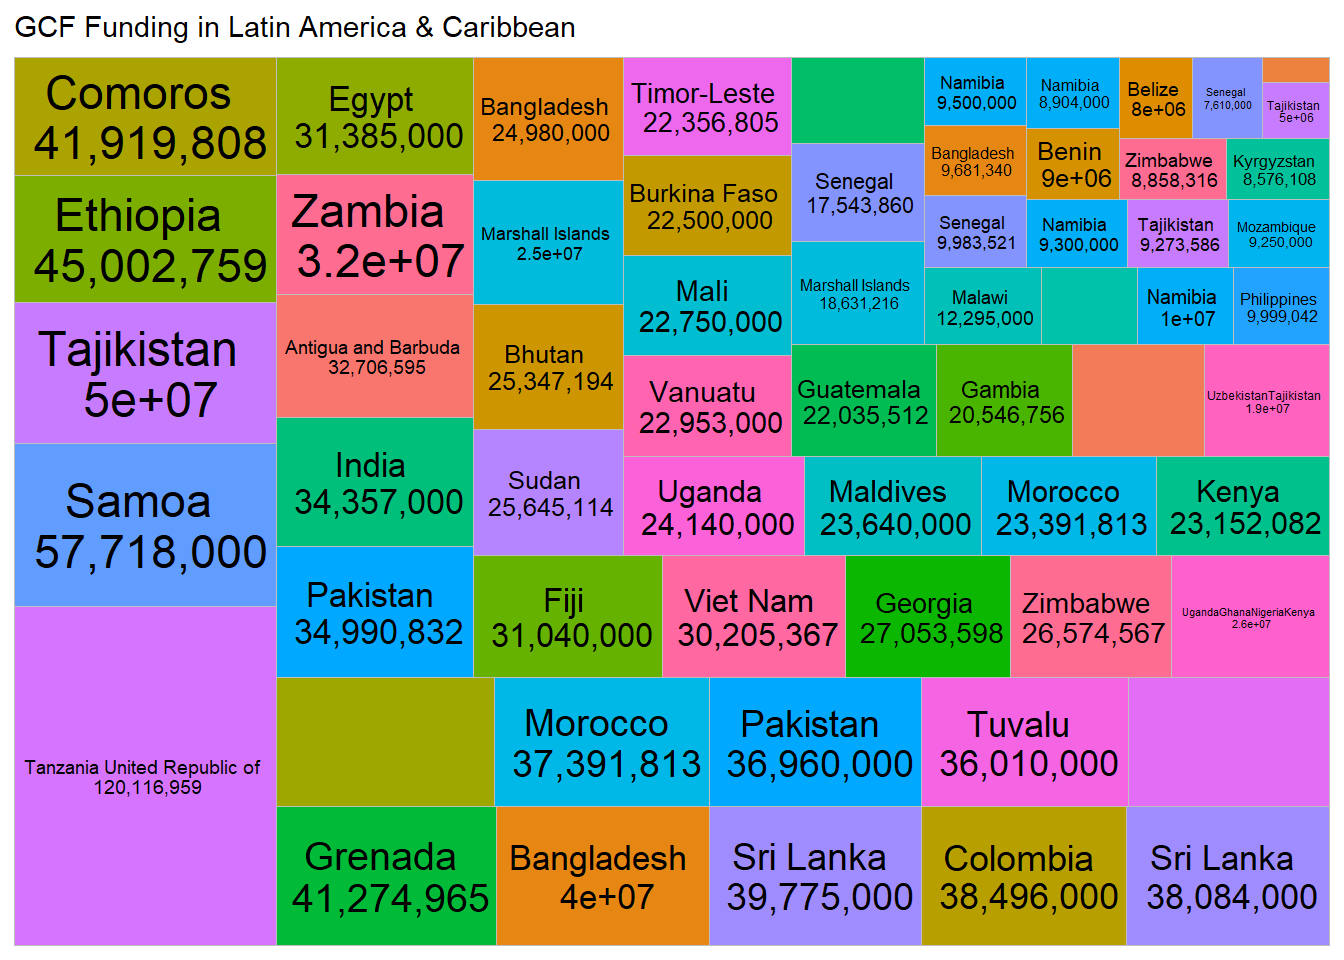 GCF Funding in Latin America & Caribbean
Comoros
41,919,808
Ethiopia
45,002,759
Tajikistan
5e+07
Samoa
57,718,000
Tanzania United Republic of
120,116,959
Egypt
31,385,000
Zambia
3.2e+07
Antigua and Barbuda
32,706,595
India
34,357,000
Pakistan
34,990,832
Bangladesh
24,980,000
Marshall Islands
2.5e+07
Bhutan
25,347,194
Sudan
25,645,114
Timor-Leste
22,356,805
Burkina Faso
22,500,000
Mali
22,750,000
Vanuatu
22,953,000
Senegal
17,543,860
Marshall Islands
18,631,216
Namibia
9,500,000
Namibia
8,904,000
Belize
8e+06
Senegal
7,610,000
Tajikistan
5e+06
Bangladesh
9,681,340
Benin
9e+06
Zimbabwe
8,858,316
Kyrgyzstan
8,576,108
Senegal
9,983,521
Namibia
9,300,000
Tajikistan
9,273,586
Mozambique
9,250,000
Malawi
12,295,000
Namibia
1e+07
Philippines
9,999,042
Guatemala
22,035,512
Gambia
20,546,756
UzbekistanTajikistan
1.9e+07
Uganda
24,140,000
Maldives
23,640,000
Morocco
23,391,813
Kenya
23,152,082
Fiji
31,040,000
Viet Nam
30,205,367
Georgia
27,053,598
Zimbabwe
26,574,567
UgandaGhanaNigeriaKenya
2.6e+07
Morocco
37,391,813
Pakistan
36,960,000
Tuvalu
36,010,000
Grenada
41,274,965
Bangladesh
4e+07
Sri Lanka
39,775,000
Colombia
38,496,000
Sri Lanka
38,084,000